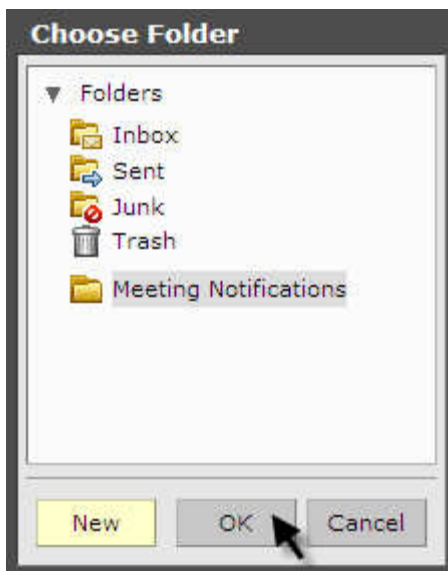 Choose Folder
Folders
Inbox
Sent
Junk
Trash
Meeting Notifications
New OK Cancel